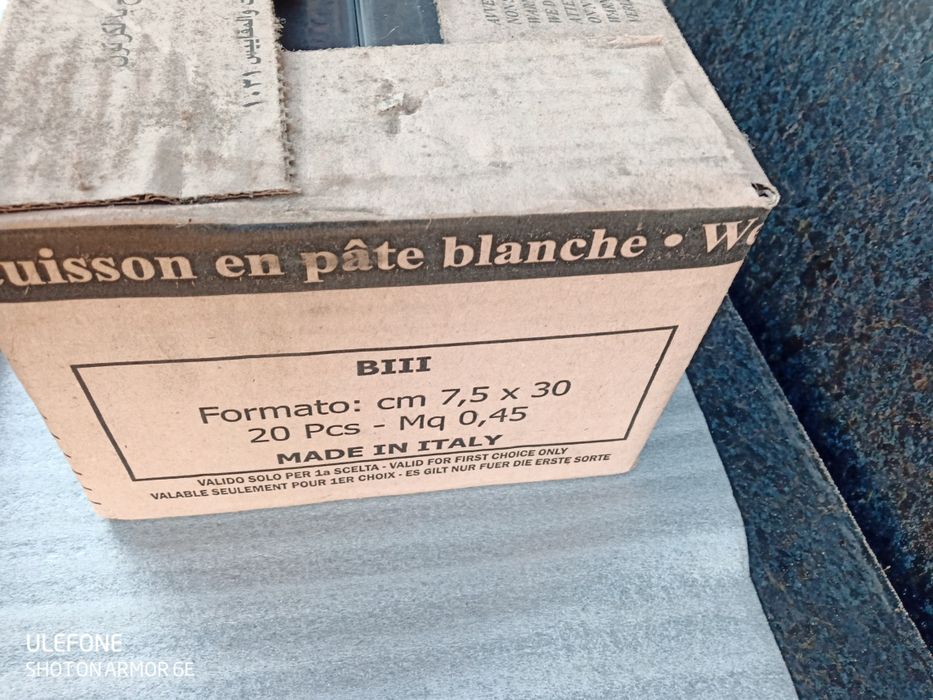 ١٠٣١
uisson en pâte blanche •
BIII
Formato: cm 7,5 x 30
20 Pcs - Mq 0,45
MADE IN ITALY
VALIDO SOLO PER 1a SCELTA - VALID FOR FIRST CHOICE ONLY
VALABLE SEULEMENT POUR 1ER CHOIX - ES GILT NUR FUER DIE ERSTE SORTE
ULEFONE
SHOT ON ARMOR 6E